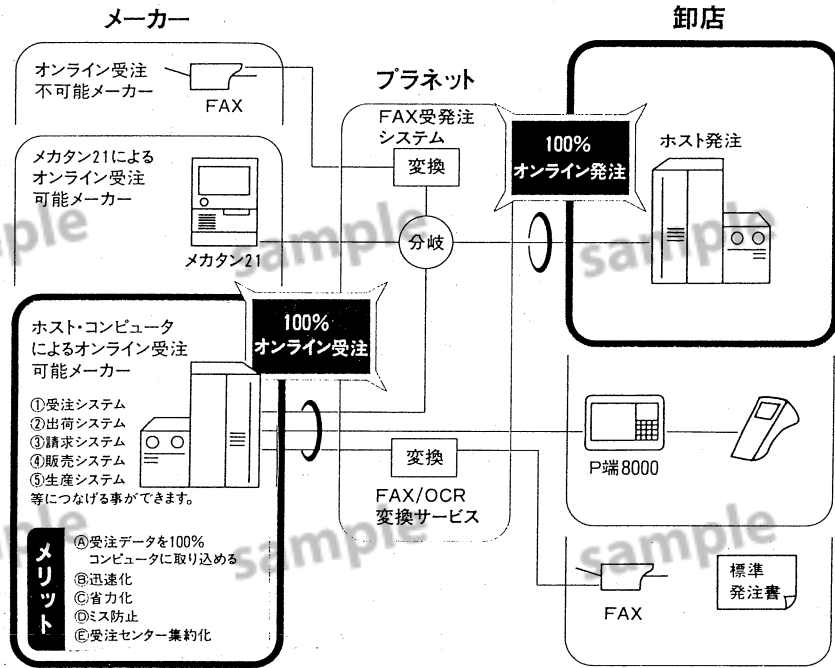 メーカー
卸店
プラネット
オンライン受注
不可能メーカー
FAX
メカタン21による
オンライン受注
可能メーカー
メカタン21
ホスト・コンピュータ
によるオンライン受注
可能メーカー
①受注システム
②出荷システム
③請求システム
④販売システム
⑤生産システム
等につなげる事ができます。
メリット
Ⓐ受注データを100%
コンピュータに取り込める
Ⓑ迅速化
Ⓒ省力化
Ⓓミス防止
Ⓔ受注センター集約化
100%
オンライン受注
FAX受発注
システム
変換
分岐
変換
FAX/OCR
変換サービス
100%
オンライン発注
ホスト発注
P端8000
FAX
標準
発注書
sample
sample
sample
sample
sample
sample